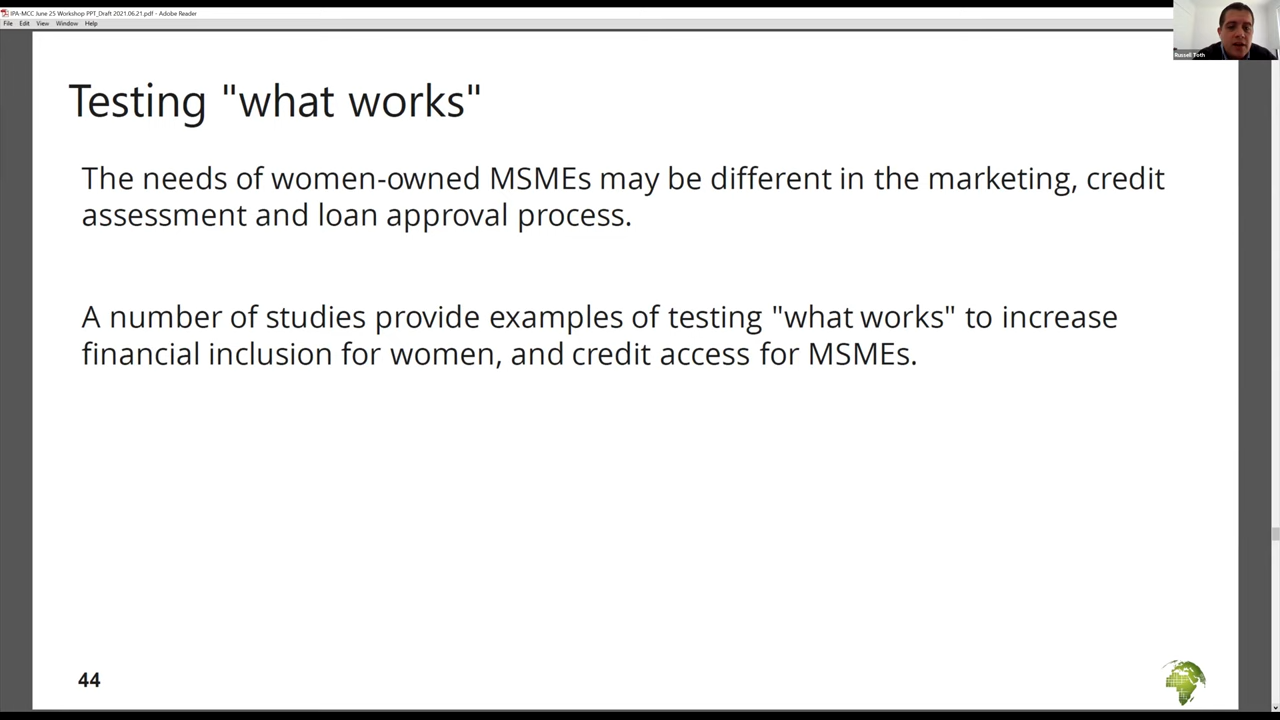 IPA-MCC June 25 Workshop PPT_Draft 2021.06.21.pdf - Adobe Reader
File Edit View Window Help
Russell Toth
Testing "what works"
The needs of women-owned MSMEs may be different in the marketing, credit
assessment and loan approval process.
A number of studies provide examples of testing "what works" to increase
financial inclusion for women, and credit access for MSMEs.
44